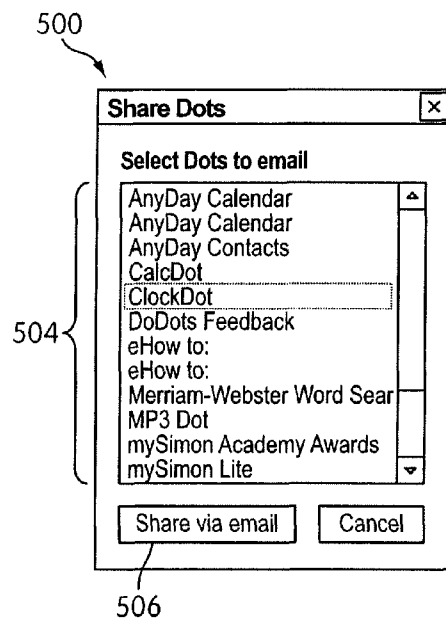 500
Share Dots
Select Dots to email
AnyDay Calendar
AnyDay Calendar
AnyDay Contacts
CalcDot
ClockDot
DoDots Feedback
504
eHow to:
eHow to:
Merriam-Webster Word Sear
MP3 Dot
mySimon Academy Awards
mySimon Lite
Share via email Cancel
506